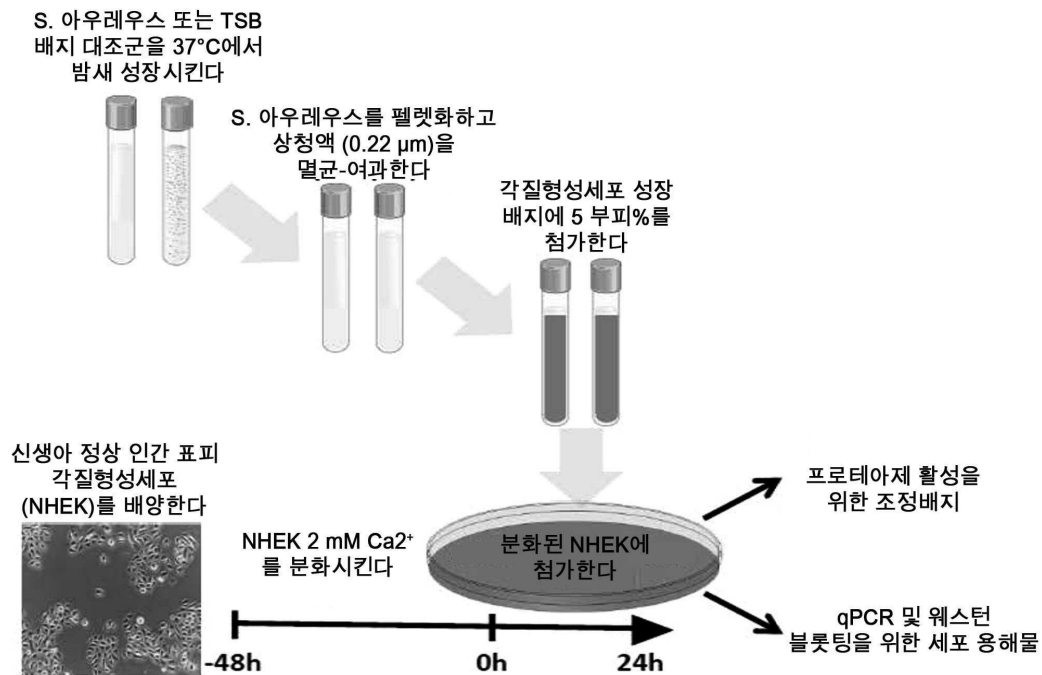 S. 아우레우스 또는 TSB
배지 대조군을 37°C에서
밤새 성장시킨다
S. 아우레우스를 펠렛화하고
상청액 (0.22 μm)을
멸균-여과한다
각질형성세포 성장
배지에 5 부피%를
첨가한다
신생아 정상 인간 표피
각질형성세포
(NHEK)를 배양한다
NHEK 2 mM Ca2⁺
를 분화시킨다
분화된 NHEK에
첨가한다
프로테아제 활성을
위한 조정배지
qPCR 및 웨스턴
블롯팅을 위한 세포 용해물
-48h
0h
24h